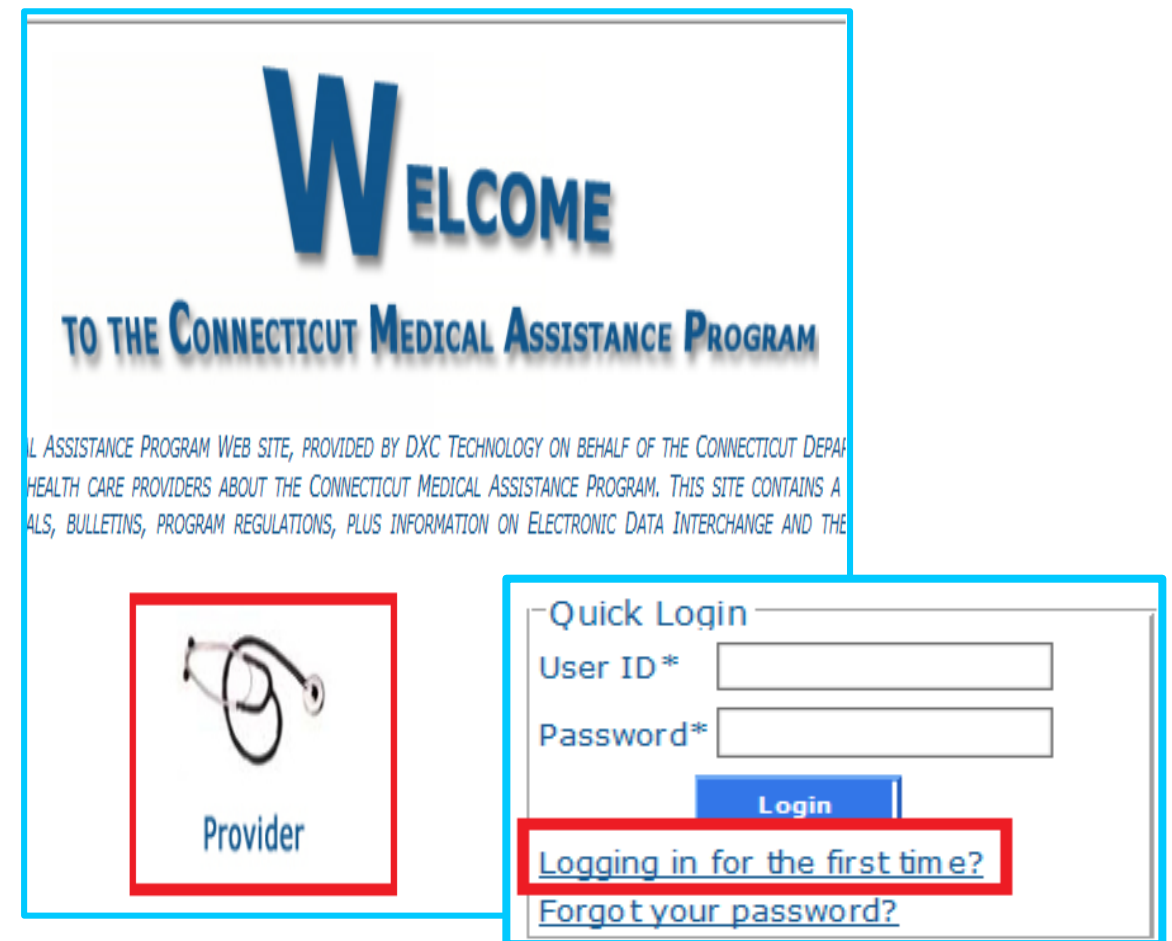 WELCOME
TO THE CONNECTICUT MEDICAL ASSISTANCE PROGRAM
L ASSISTANCE PROGRAM WEB SITE, PROVIDED BY DXC TECHNOLOGY ON BEHALF OF THE CONNECTICUT DEPAR
HEALTH CARE PROVIDERS ABOUT THE CONNECTICUT MEDICAL ASSISTANCE PROGRAM. THIS SITE CONTAINS A
ALS, BULLETINS, PROGRAM REGULATIONS, PLUS INFORMATION ON ELECTRONIC DATA INTERCHANGE AND THE
Provider
Quick Login
User ID*
Password*
Login
Logging in for the first time?
Forgot your password?